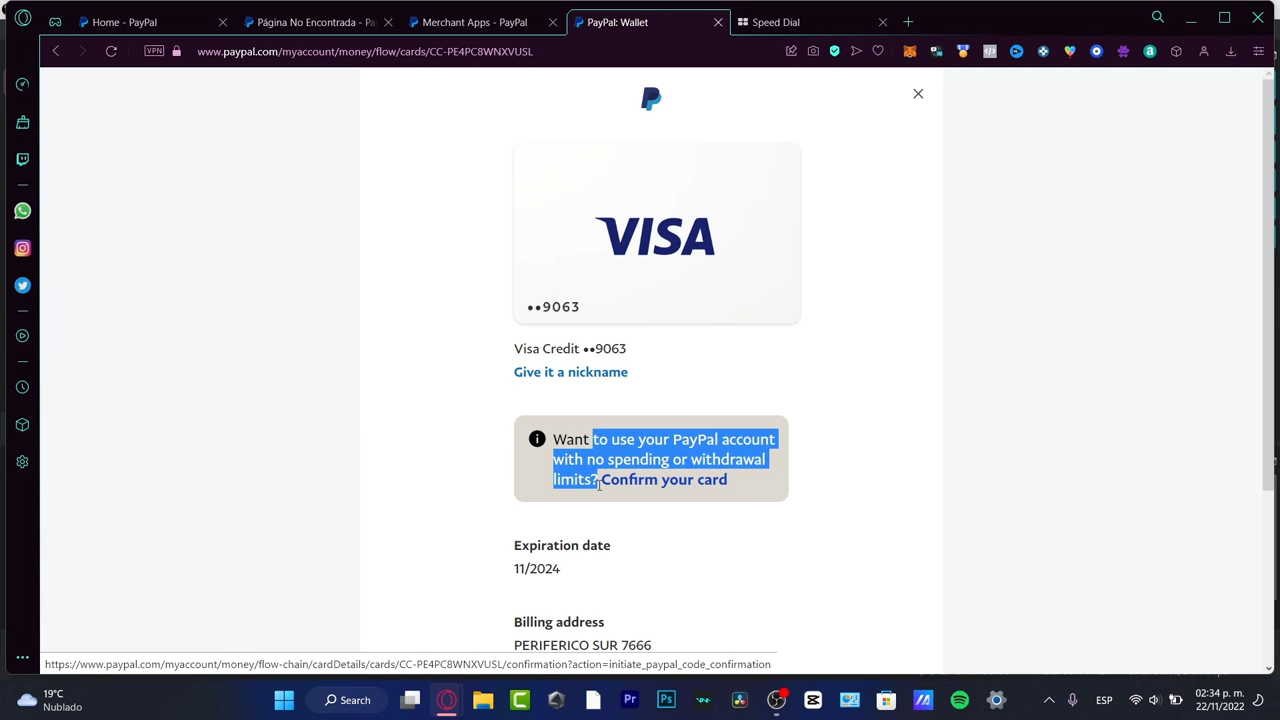 Home - PayPal
Página No Encontrada - Pa
Merchant Apps - PayPal
PayPal: Wallet
Speed Dial
VPN
www.paypal.com/myaccount/money/flow/cards/CC-PE4PC8WNXVUSL
VISA
••9063
Visa Credit ••9063
Give it a nickname
Want to use your PayPal account
with no spending or withdrawal
limits? Confirm your card
Expiration date
11/2024
Billing address
PERIFERICO SUR 7666
https://www.paypal.com/myaccount/money/flow-chain/cardDetails/cards/CC-PE4PC8WNXVUSL/confirmation?action=initiate_paypal_code_confirmation
19°C
Nublado
Search
Pr
Ps
ESP
02:34 p. m.
22/11/2022